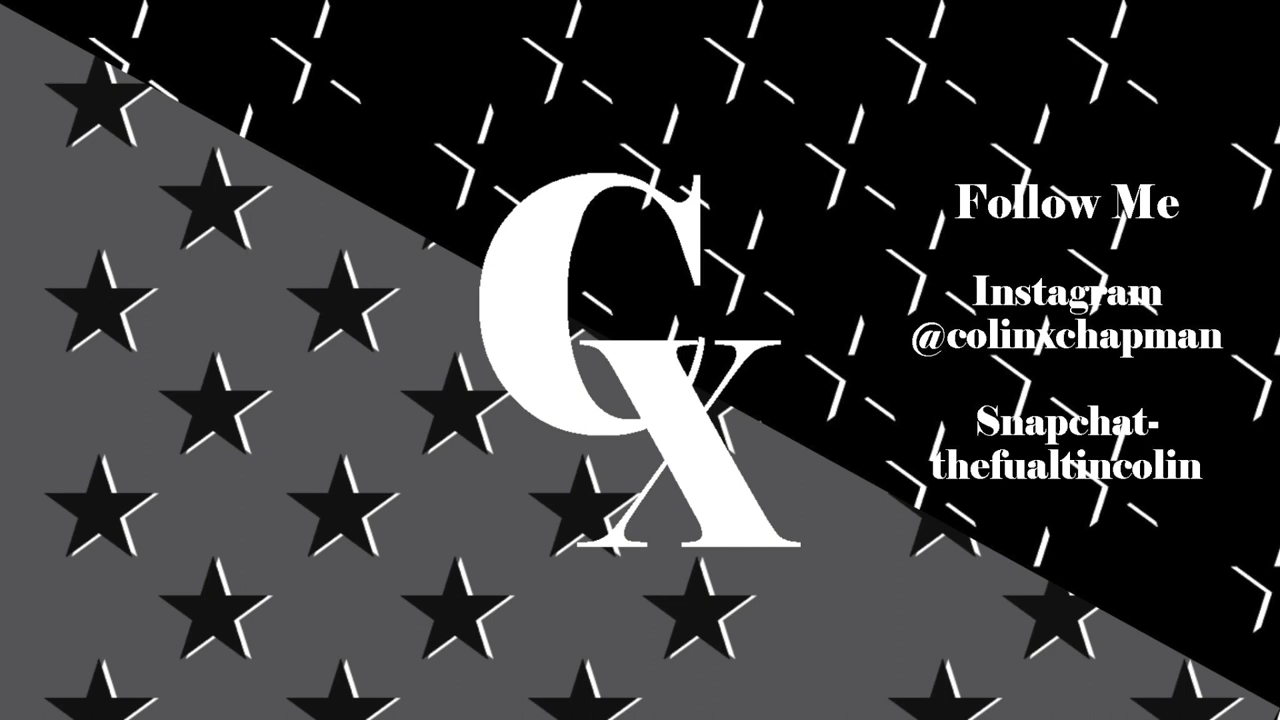 CX
Follow Me
Instagram
@colinxchapman
Snapchat-
thefualtincolin